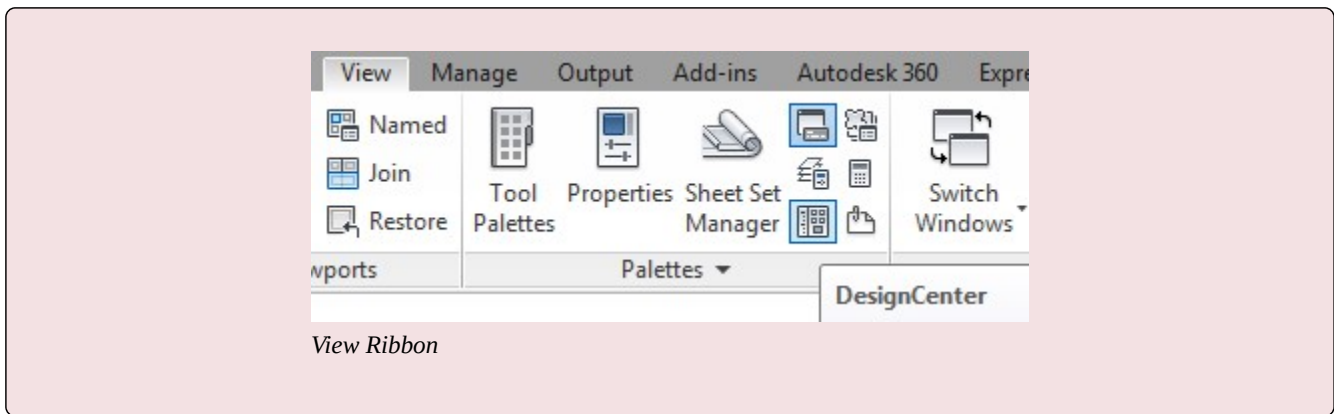 View Manage Output Add-ins Autodesk 360 Expre
Named
Join
Restore
Tool
Palettes
Properties
Sheet Set
Manager
Switch
Windows
wports
Palettes
DesignCenter
View Ribbon